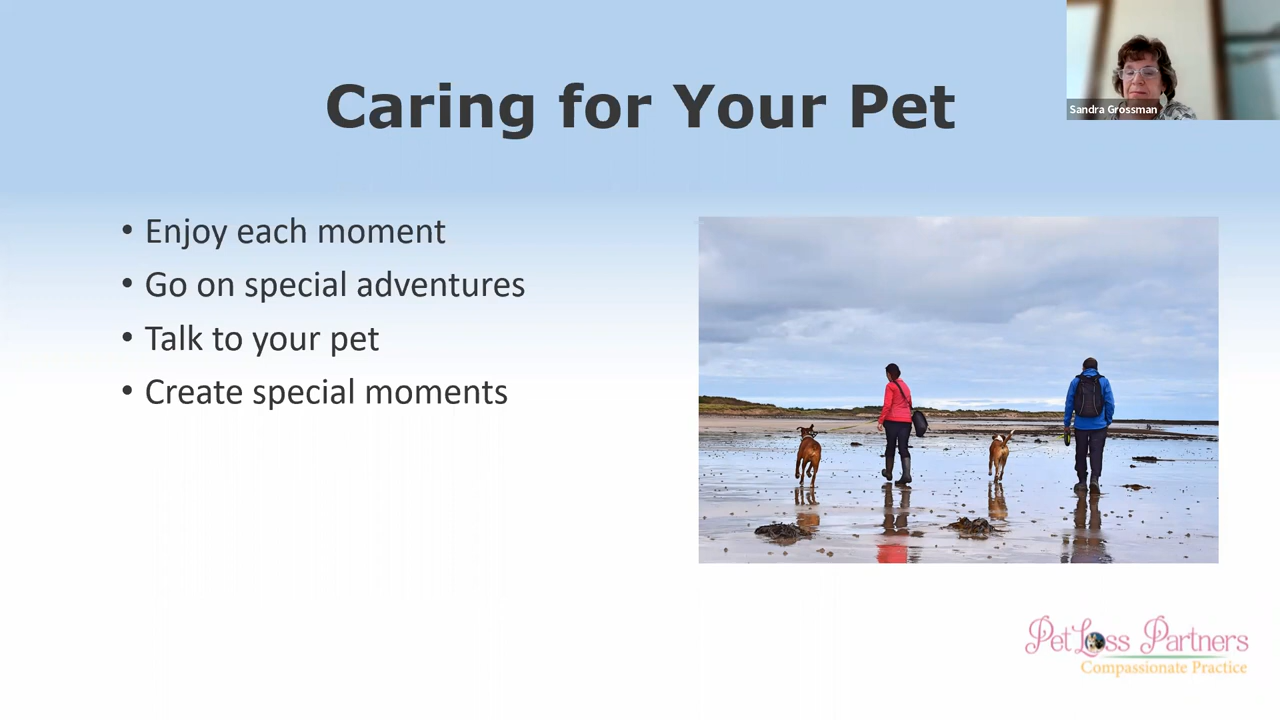 Caring for Your Pet
Sandra Grossman
• Enjoy each moment
• Go on special adventures
• Talk to your pet
• Create special moments
Pet Loss Partners
Compassionate Practice